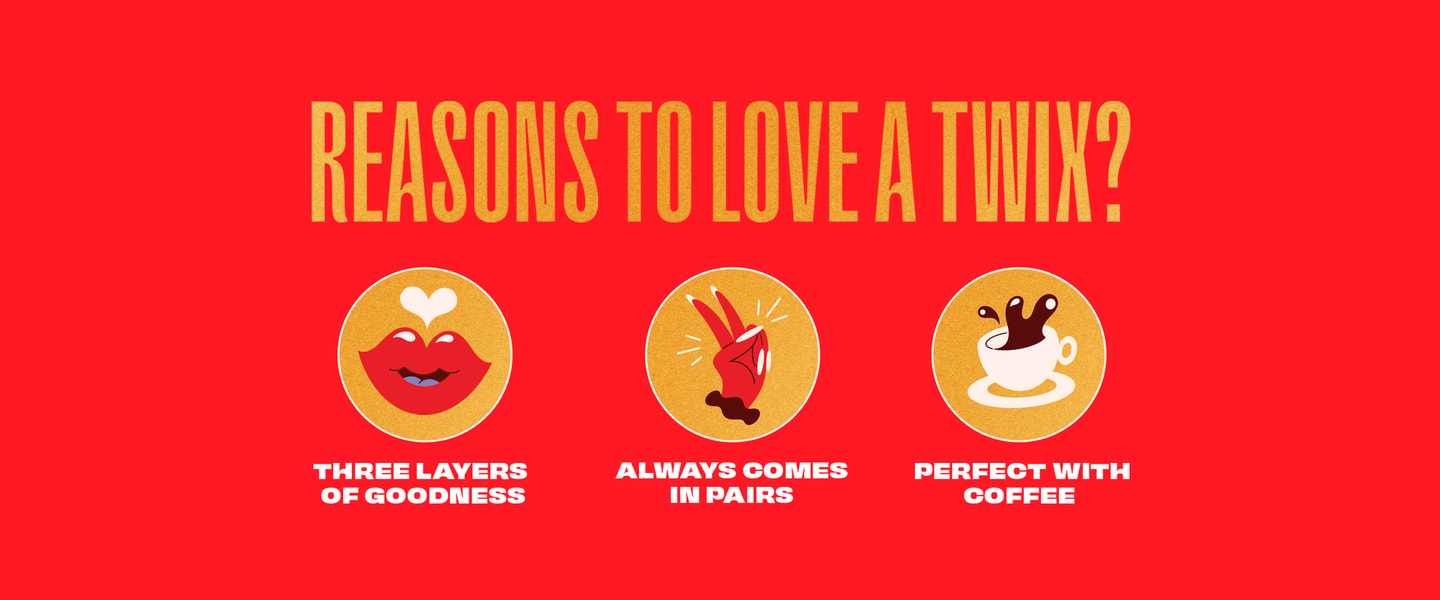 REASONS TO LOVE A TWIX?
THREE LAYERS
OF GOODNESS
ALWAYS COMES
IN PAIRS
PERFECT WITH
COFFEE